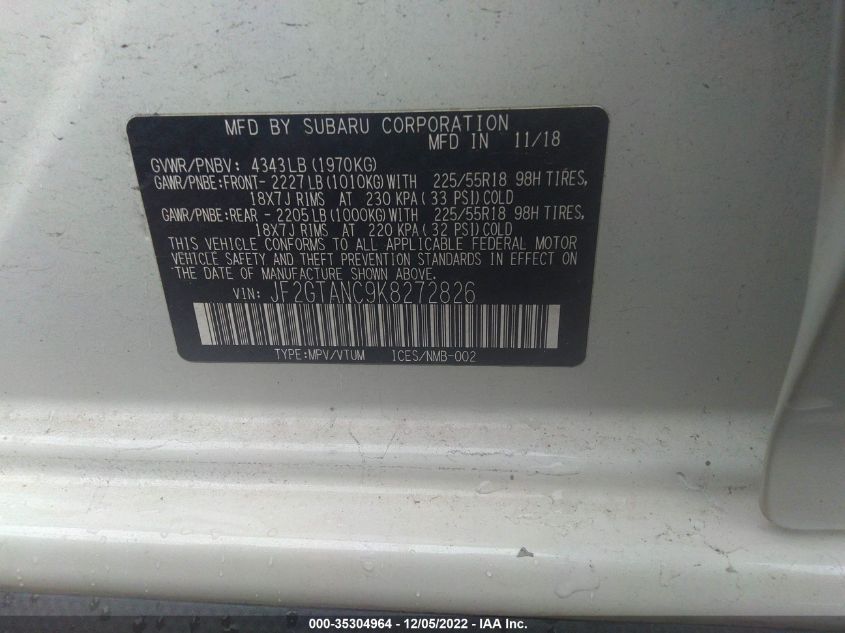 MFD BY SUBARU CORPORATION
MFD IN 11/18
GVWR/PNBV: 4343LB (1970KG)
GAWR/PNBE:FRONT- 2227LB (1010KG) WITH 225/55R18 98H TIRES,
18X7J RIMS AT 230 KPA ( 33 PSI) COLD
GAWR/PNBE:REAR - 2205LB (1000KG) WITH 225/55R18 98H TIRES,
18X7J RIMS AT 220 KPA ( 32 PSI) COLD
THIS VEHICLE CONFORMS TO ALL APPLICABLE FEDERAL MOTOR
VEHICLE SAFETY AND THEFT PREVENTION STANDARDS IN EFFECT ON
THE DATE OF MANUFACTURE SHOWN ABOVE.
VIN: JF2GTANC9K8272826
TYPE:MPV/VTUM ICES/NMB-002
000-35304964 - 12/05/2022 - IAA Inc.